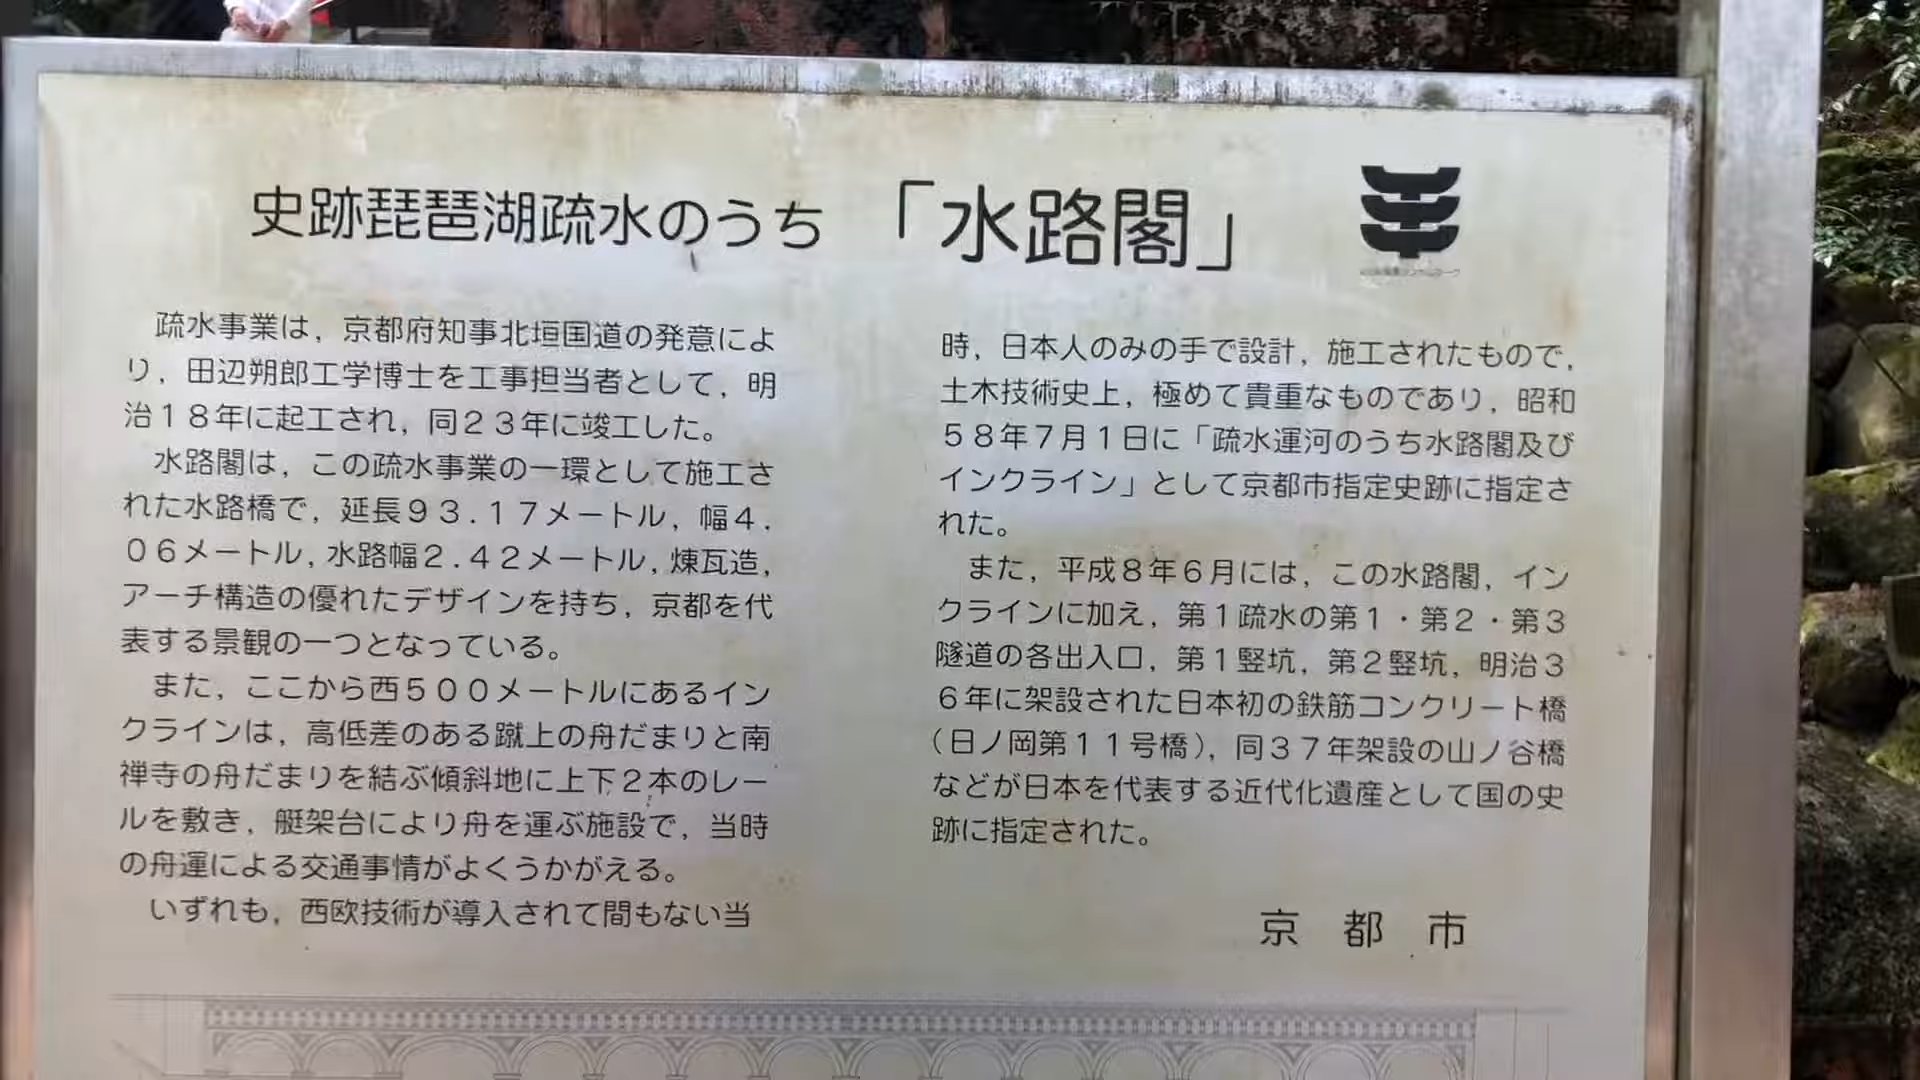 史跡琵琶湖疏水のうち 「水路閣」
疏水事業は，京都府知事北垣国道の発意によ
り，田辺朔郎工学博士を工事担当者として，明
治１８年に起工され，同２３年に竣工した。
水路閣は，この疏水事業の一環として施工さ
れた水路橋で，延長９３.１７メートル，幅４.
０６メートル，水路幅２.４２メートル，煉瓦造，
アーチ構造の優れたデザインを持ち，京都を代
表する景観の一つとなっている。
また，ここから西５００メートルにあるイン
クラインは，高低差のある蹴上の舟だまりと南
禅寺の舟だまりを結ぶ傾斜地に上下２本のレー
ルを敷き，艇架台により舟を運ぶ施設で，当時
の舟運による交通事情がよくうかがえる。
いずれも，西欧技術が導入されて間もない当
時，日本人のみの手で設計，施工されたもので，
土木技術史上，極めて貴重なものであり，昭和
５８年７月１日に「疏水運河のうち水路閣及び
インクライン」として京都市指定史跡に指定さ
れた。
また，平成８年６月には，この水路閣，イン
クラインに加え，第１疏水の第１・第２・第３
隧道の各出入口，第１竪坑，第２竪坑，明治３
６年に架設された日本初の鉄筋コンクリート橋
（日ノ岡第１１号橋），同３７年架設の山ノ谷橋
などが日本を代表する近代化遺産として国の史
跡に指定された。
京都市